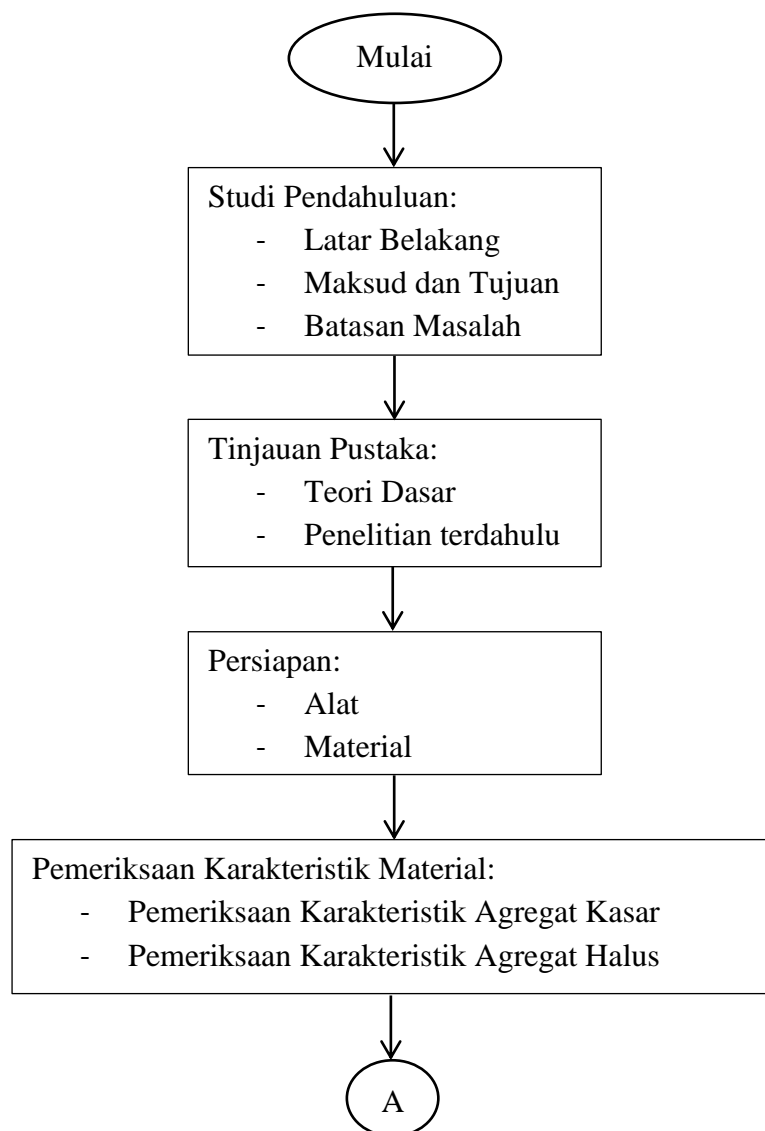 Mulai
Studi Pendahuluan:
- Latar Belakang
- Maksud dan Tujuan
- Batasan Masalah
Tinjauan Pustaka:
- Teori Dasar
- Penelitian terdahulu
Persiapan:
- Alat
- Material
Pemeriksaan Karakteristik Material:
- Pemeriksaan Karakteristik Agregat Kasar
- Pemeriksaan Karakteristik Agregat Halus
A